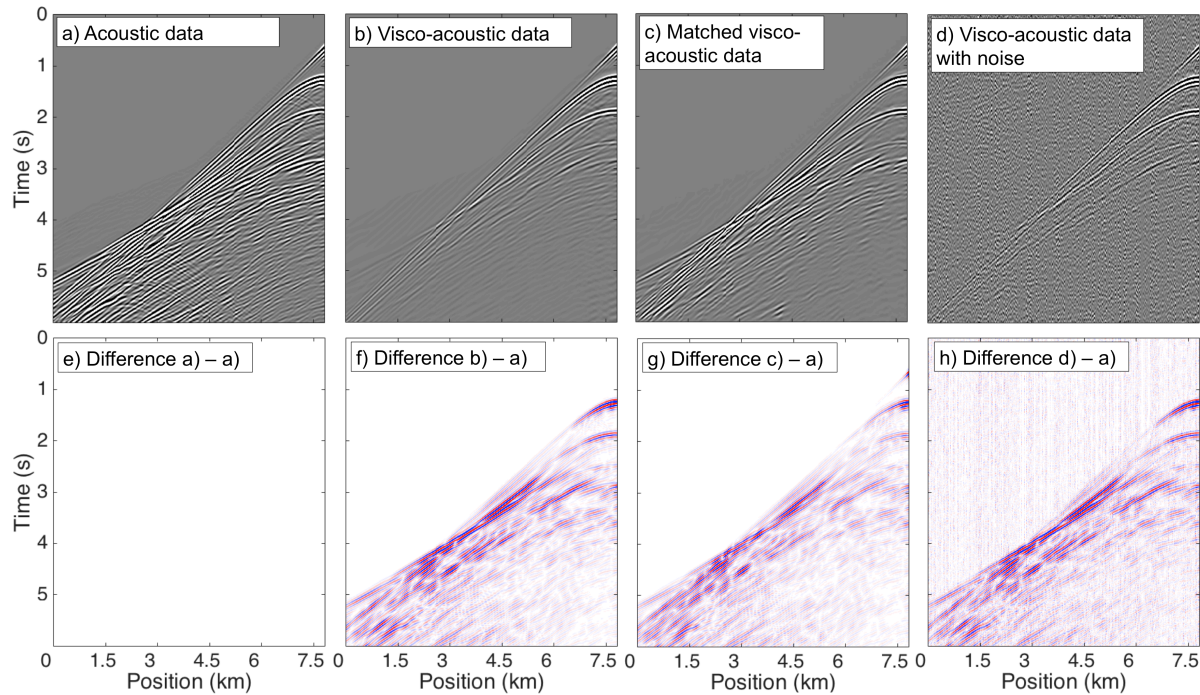 0
1
2
3
4
5
Time (s)
a) Acoustic data
b) Visco-acoustic data
c) Matched visco-
acoustic data
d) Visco-acoustic data
with noise
0
1
2
3
4
5
Time (s)
e) Difference a) – a)
f) Difference b) – a)
g) Difference c) – a)
h) Difference d) – a)
0 1.5 3 4.5 6 7.5
Position (km)
0 1.5 3 4.5 6 7.5
Position (km)
0 1.5 3 4.5 6 7.5
Position (km)
0 1.5 3 4.5 6 7.5
Position (km)